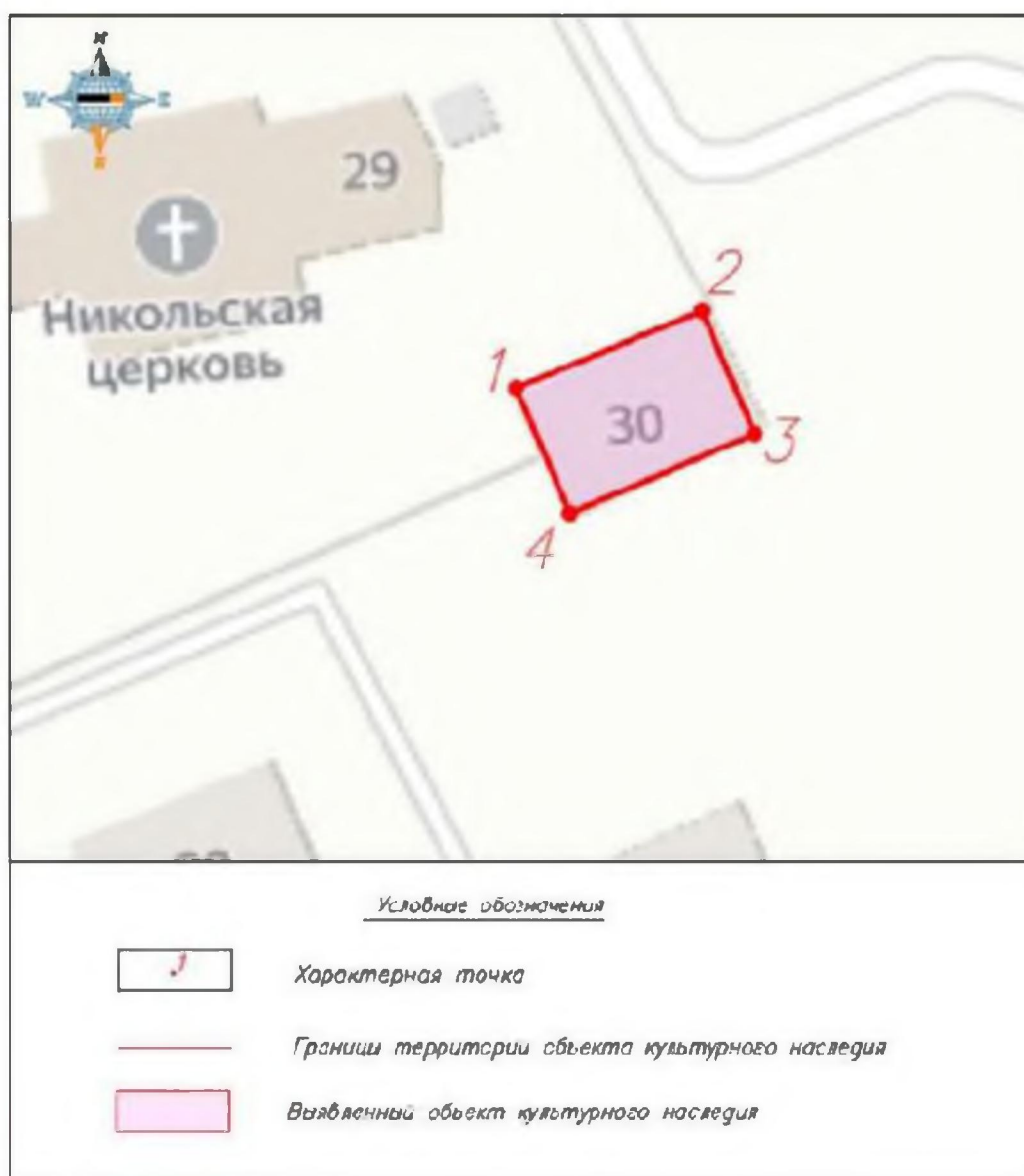 N
W E
29
Никольская
церковь
2
1
30
3
4
Условные обозначения
1
Характерная точка
Границы территории объекта культурного наследия
Выявленный объект культурного наследия